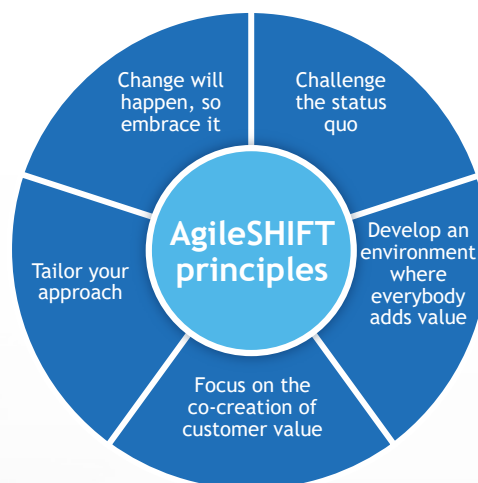 Change will
happen, so
embrace it
Challenge
the status
quo
AgileSHIFT
principles
Develop an
environment
where
everybody
adds value
Tailor your
approach
Focus on the
co-creation of
customer value